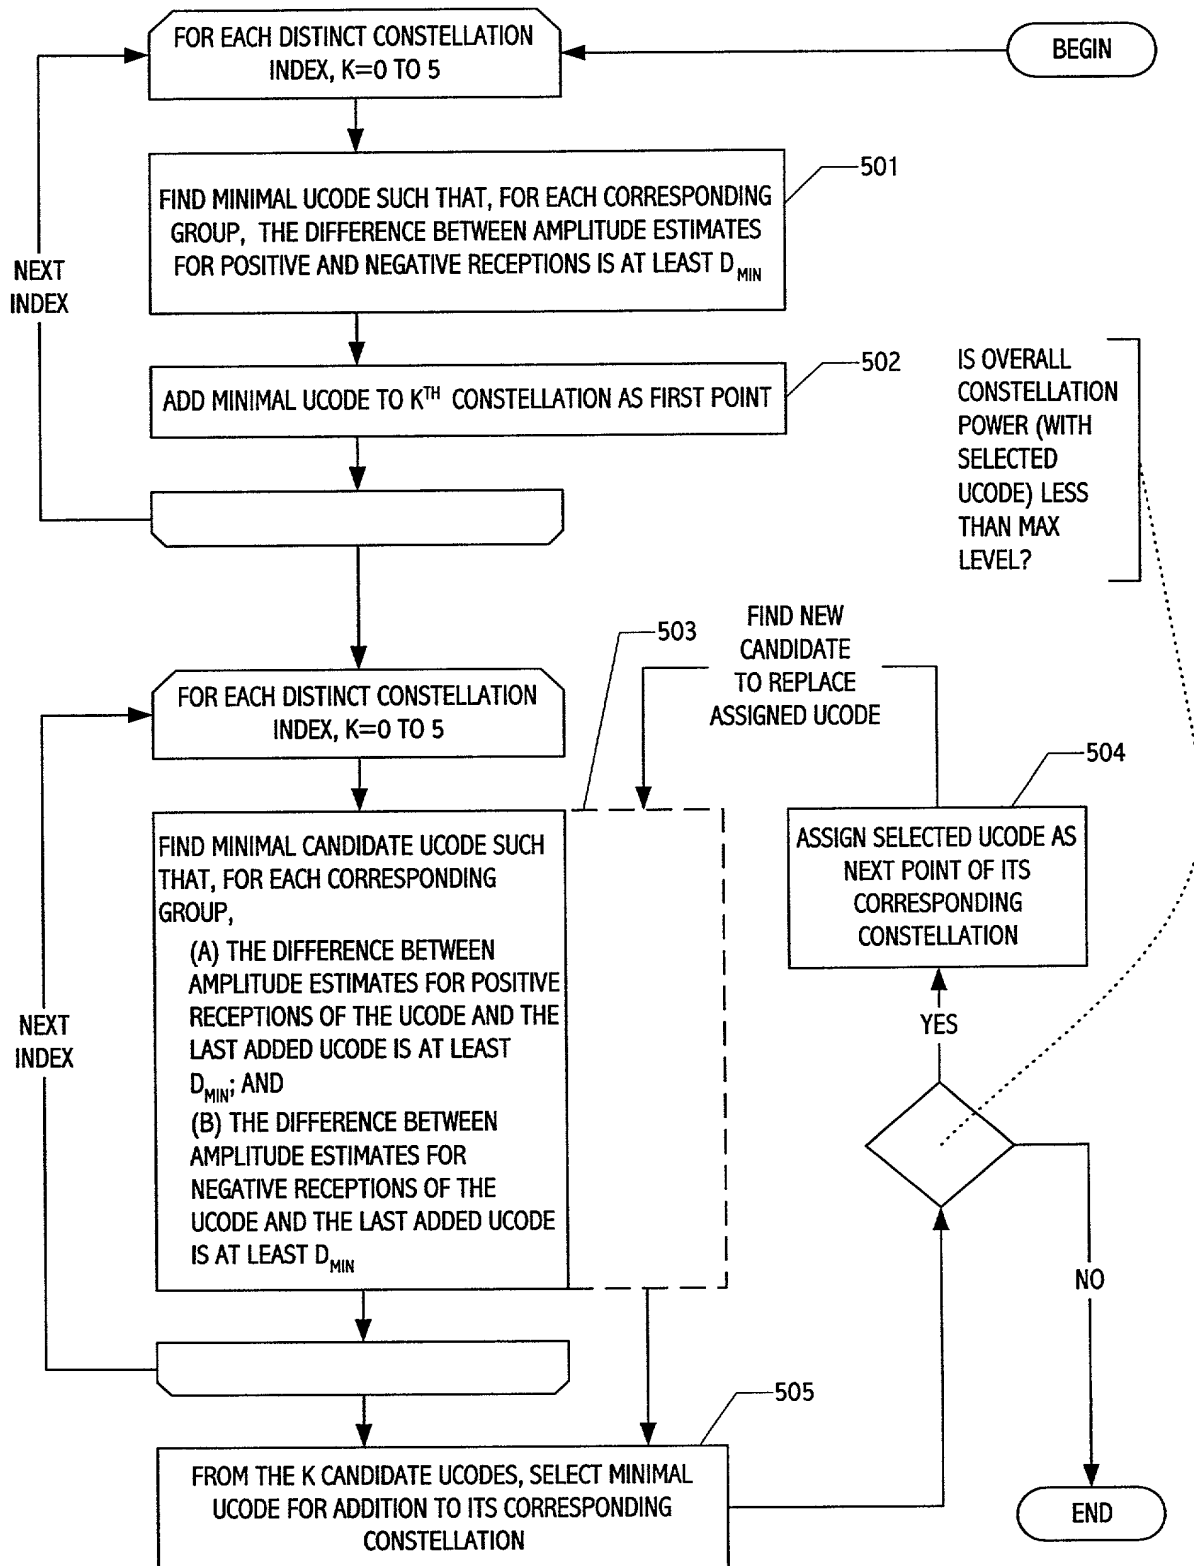 FOR EACH DISTINCT CONSTELLATION
INDEX, K=0 TO 5
BEGIN
501
FIND MINIMAL UCODE SUCH THAT, FOR EACH CORRESPONDING
GROUP, THE DIFFERENCE BETWEEN AMPLITUDE ESTIMATES
FOR POSITIVE AND NEGATIVE RECEPTIONS IS AT LEAST D_MIN
NEXT
INDEX
502
ADD MINIMAL UCODE TO K^TH CONSTELLATION AS FIRST POINT
IS OVERALL
CONSTELLATION
POWER (WITH
SELECTED
UCODE) LESS
THAN MAX
LEVEL?
503
FIND NEW
CANDIDATE
TO REPLACE
ASSIGNED UCODE
FOR EACH DISTINCT CONSTELLATION
INDEX, K=0 TO 5
504
ASSIGN SELECTED UCODE AS
NEXT POINT OF ITS
CORRESPONDING
CONSTELLATION
FIND MINIMAL CANDIDATE UCODE SUCH
THAT, FOR EACH CORRESPONDING
GROUP,
(A) THE DIFFERENCE BETWEEN
AMPLITUDE ESTIMATES FOR POSITIVE
RECEPTIONS OF THE UCODE AND THE
LAST ADDED UCODE IS AT LEAST
D_MIN; AND
(B) THE DIFFERENCE BETWEEN
AMPLITUDE ESTIMATES FOR
NEGATIVE RECEPTIONS OF THE
UCODE AND THE LAST ADDED UCODE
IS AT LEAST D_MIN
NEXT
INDEX
YES
NO
505
FROM THE K CANDIDATE UCODES, SELECT MINIMAL
UCODE FOR ADDITION TO ITS CORRESPONDING
CONSTELLATION
END